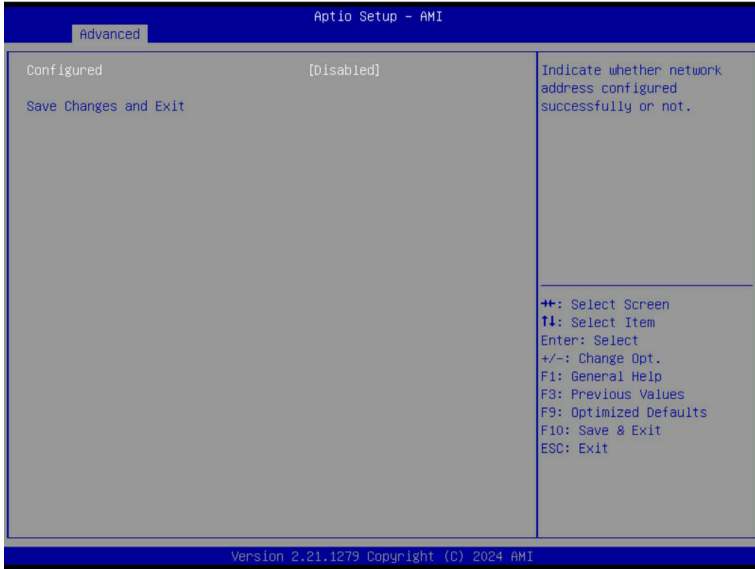 Aptio Setup – AMI
Advanced
Configured [Disabled]
Save Changes and Exit
Indicate whether network
address configured
successfully or not.
→←: Select Screen
↑↓: Select Item
Enter: Select
+/-: Change Opt.
F1: General Help
F3: Previous Values
F9: Optimized Defaults
F10: Save & Exit
ESC: Exit
Version 2.21.1279 Copyright (C) 2024 AMI